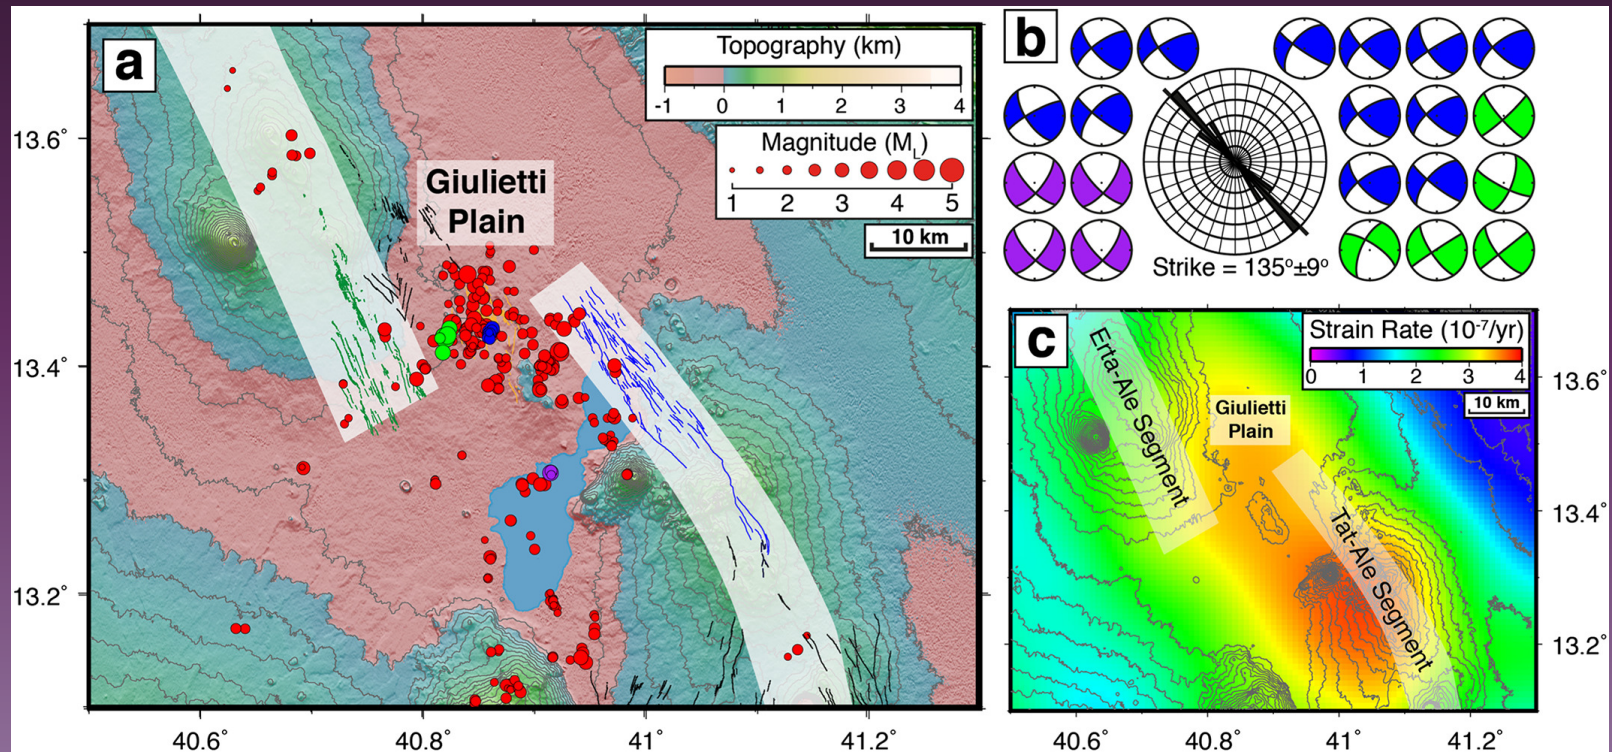 a
Topography (km)
-1 0 1 2 3 4
Magnitude (M_L)
1 2 3 4 5
10 km
Giulietti
Plain
13.6°
13.4°
13.2°
40.6° 40.8° 41° 41.2°
b
Strike = 135°±9°
c
Strain Rate (10⁻⁷/yr)
0 1 2 3 4
10 km
Erta-Ale Segment
Giulietti
Plain
Tat-Ale Segment
13.6°
13.4°
13.2°
40.6° 40.8° 41° 41.2°